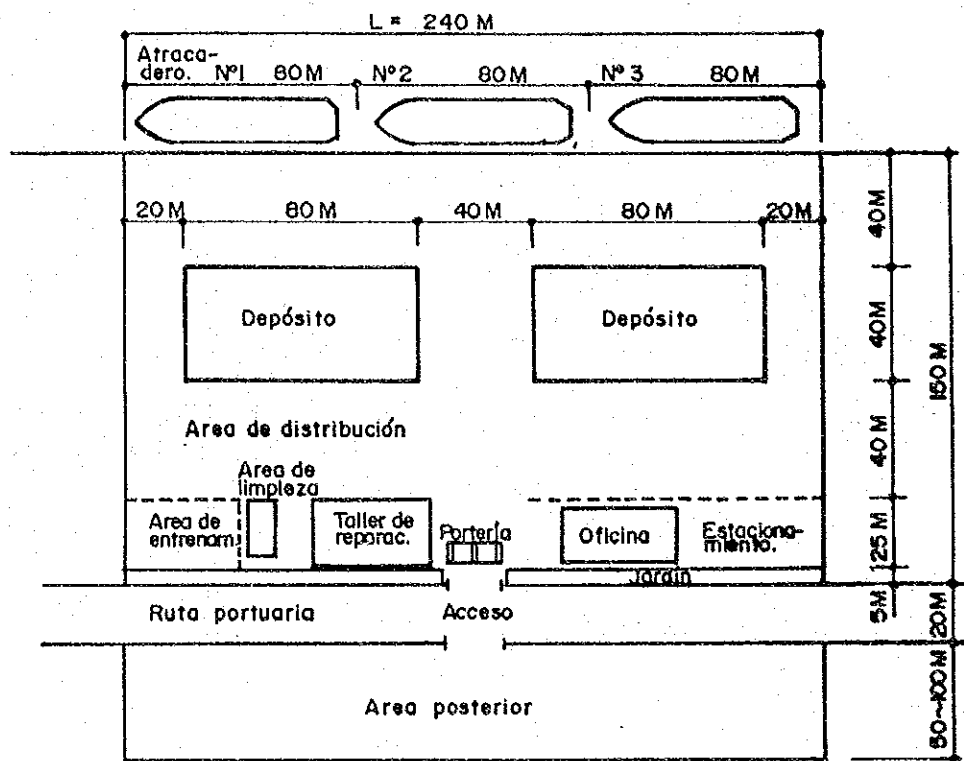 L = 240 M
Atraca-
dero. Nº1 80M Nº2 80M Nº3 80M
20M 80M 40M 80M 20M
40M
Depósito Depósito
40M
150M
Area de distribución
40M
Area de
limpieza
Area de
entrenam.
Taller de
reporac.
Portería
Oficina
Estaciona-
miento.
25M
Jardín
5M
Ruta portuaria Acceso
20M
Area posterior
50~100M